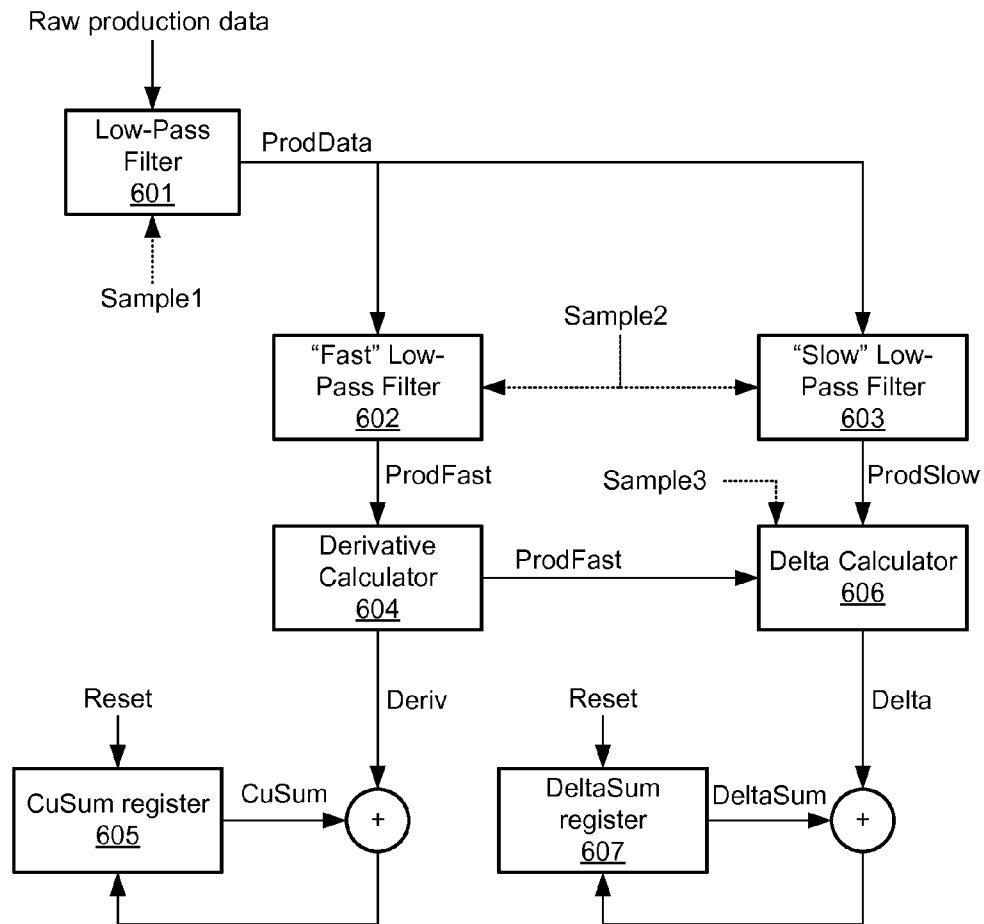 Raw production data
Low-Pass
Filter
601
ProdData
Sample1
Sample2
“Fast” Low-
Pass Filter
602
“Slow” Low-
Pass Filter
603
ProdFast
Sample3
ProdSlow
Derivative
Calculator
604
ProdFast
Delta Calculator
606
Reset
Deriv
Reset
Delta
CuSum register
605
CuSum
+
DeltaSum
register
607
DeltaSum
+